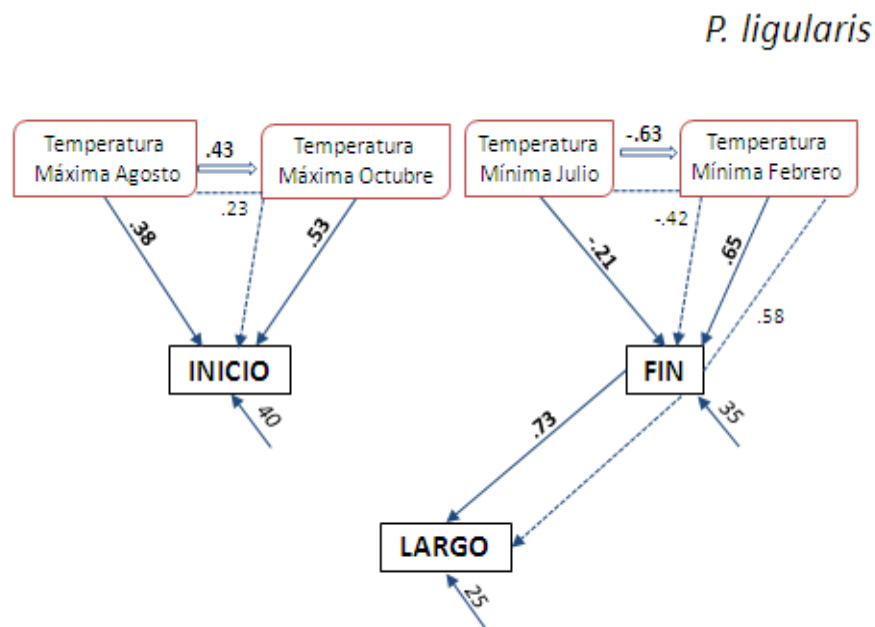 P. ligularis
Temperatura
Máxima Agosto
.43
Temperatura
Máxima Octubre
Temperatura
Mínima Julio
-.63
Temperatura
Mínima Febrero
.23
-.42
.38
.53
-.21
.65
.58
INICIO
FIN
40
35
.73
LARGO
25